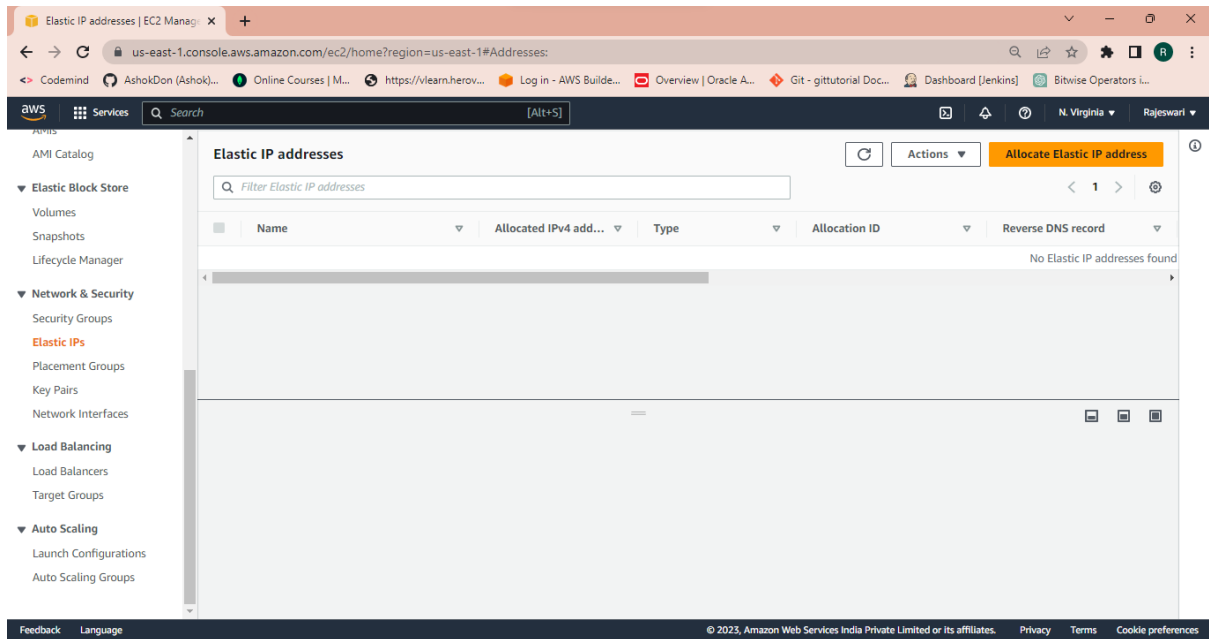 Elastic IP addresses | EC2 Manag
us-east-1.console.aws.amazon.com/ec2/home?region=us-east-1#Addresses:
R
<> Codemind AshokDon (Ashok)... Online Courses | M... https://vlearn.herov... Log in - AWS Builde... Overview | Oracle A... Git - gittutorial Doc... Dashboard [Jenkins] Bitwise Operators i...
aws Services Search [Alt+S] N. Virginia Rajeswari
AMIs
AMI Catalog
Elastic Block Store
Volumes
Snapshots
Lifecycle Manager
Network & Security
Security Groups
Elastic IPs
Placement Groups
Key Pairs
Network Interfaces
Load Balancing
Load Balancers
Target Groups
Auto Scaling
Launch Configurations
Auto Scaling Groups
Elastic IP addresses Actions Allocate Elastic IP address
Filter Elastic IP addresses 1
Name Allocated IPv4 add... Type Allocation ID Reverse DNS record
No Elastic IP addresses found
Feedback Language © 2023, Amazon Web Services India Private Limited or its affiliates. Privacy Terms Cookie preferences